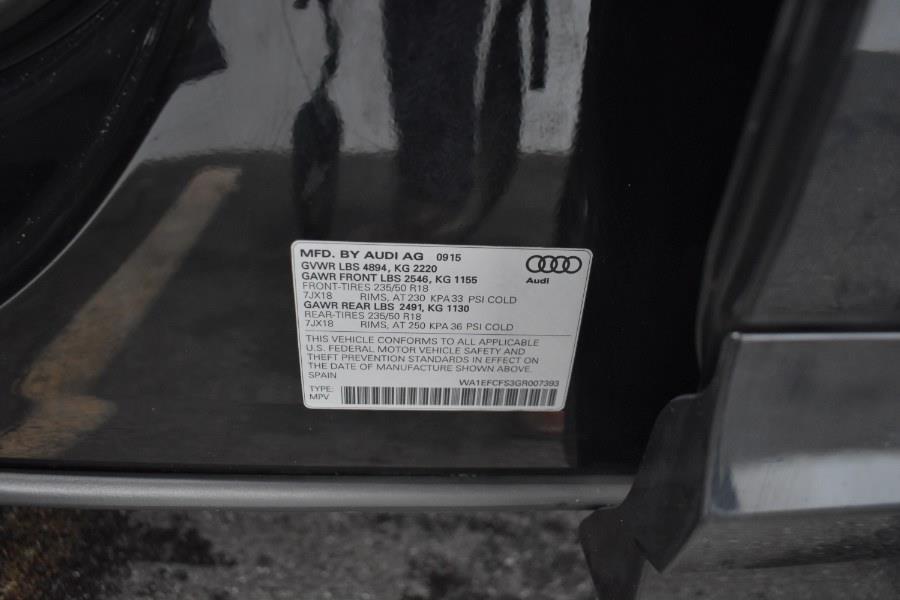 MFD. BY AUDI AG 0915
GVWR LBS 4894, KG 2220
GAWR FRONT LBS 2546, KG 1155
FRONT-TIRES 235/50 R18
7JX18 RIMS, AT 230 KPA 33 PSI COLD
GAWR REAR LBS 2491, KG 1130
REAR-TIRES 235/50 R18
7JX18 RIMS, AT 250 KPA 36 PSI COLD
Audi
THIS VEHICLE CONFORMS TO ALL APPLICABLE
U.S. FEDERAL MOTOR VEHICLE SAFETY AND
THEFT PREVENTION STANDARDS IN EFFECT ON
THE DATE OF MANUFACTURE SHOWN ABOVE.
SPAIN
WA1EFCFS3GR007393
TYPE:
MPV